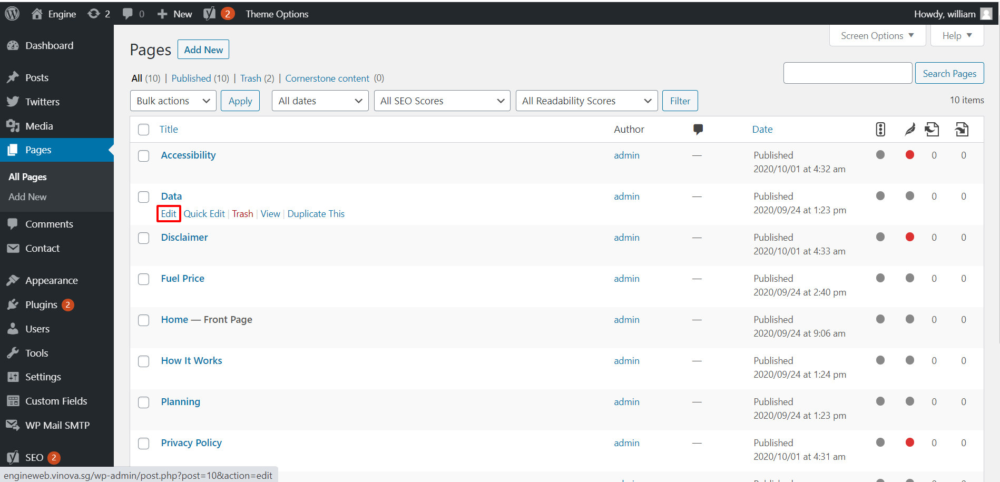 Engine 2 0 New 2 Theme Options Howdy, william
Screen Options Help
Pages Add New
All (10) | Published (10) | Trash (2) | Cornerstone content (0)
Search Pages
Bulk actions Apply All dates All SEO Scores All Readability Scores Filter 10 items
Title Author Date
Accessibility admin — Published 0 0
2020/10/01 at 4:32 am
Data admin — Published 0 0
2020/09/24 at 1:23 pm
Edit Quick Edit | Trash | View | Duplicate This
Disclaimer admin — Published 0 0
2020/10/01 at 4:33 am
Fuel Price admin — Published 0 0
2020/09/24 at 2:40 pm
Home — Front Page admin — Published 0 0
2020/09/24 at 9:06 am
How It Works admin — Published 0 0
2020/09/24 at 1:24 pm
Planning admin — Published 0 0
2020/09/24 at 1:23 pm
Privacy Policy admin — Published 0 0
2020/10/01 at 4:31 am
Dashboard
Posts
Twitters
Media
Pages
All Pages
Add New
Comments
Contact
Appearance
Plugins 2
Users
Tools
Settings
Custom Fields
WP Mail SMTP
SEO 2
engineweb.vinova.sg/wp-admin/post.php?post=10&action=edit